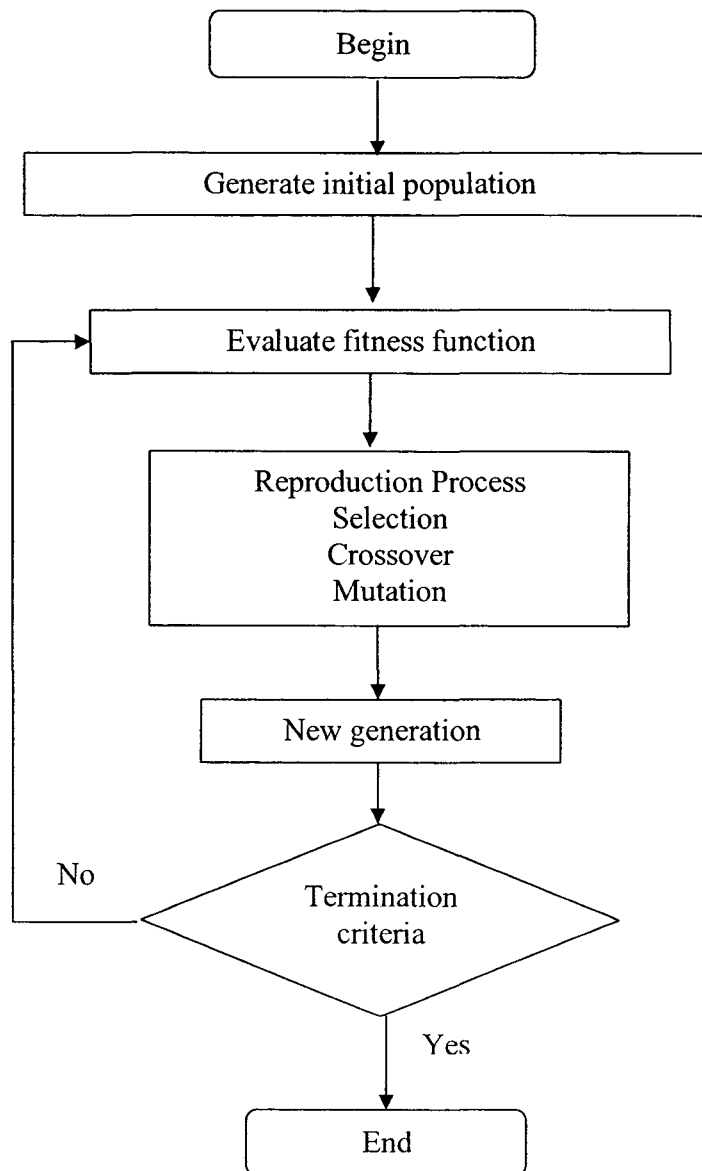 Begin
Generate initial population
Evaluate fitness function
Reproduction Process
Selection
Crossover
Mutation
New generation
No
Termination
criteria
Yes
End